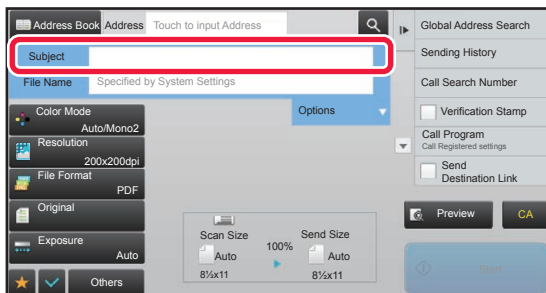 Address Book Address Touch to input Address
Subject
File Name Specified by System Settings
Options
Color Mode
Auto/Mono2
Resolution
200x200dpi
File Format
PDF
Original
Exposure
Auto
Others
Scan Size
Auto
8½x11
100%
Send Size
Auto
8½x11
Global Address Search
Sending History
Call Search Number
Verification Stamp
Call Program
Call Registered settings
Send
Destination Link
Preview
CA
Start